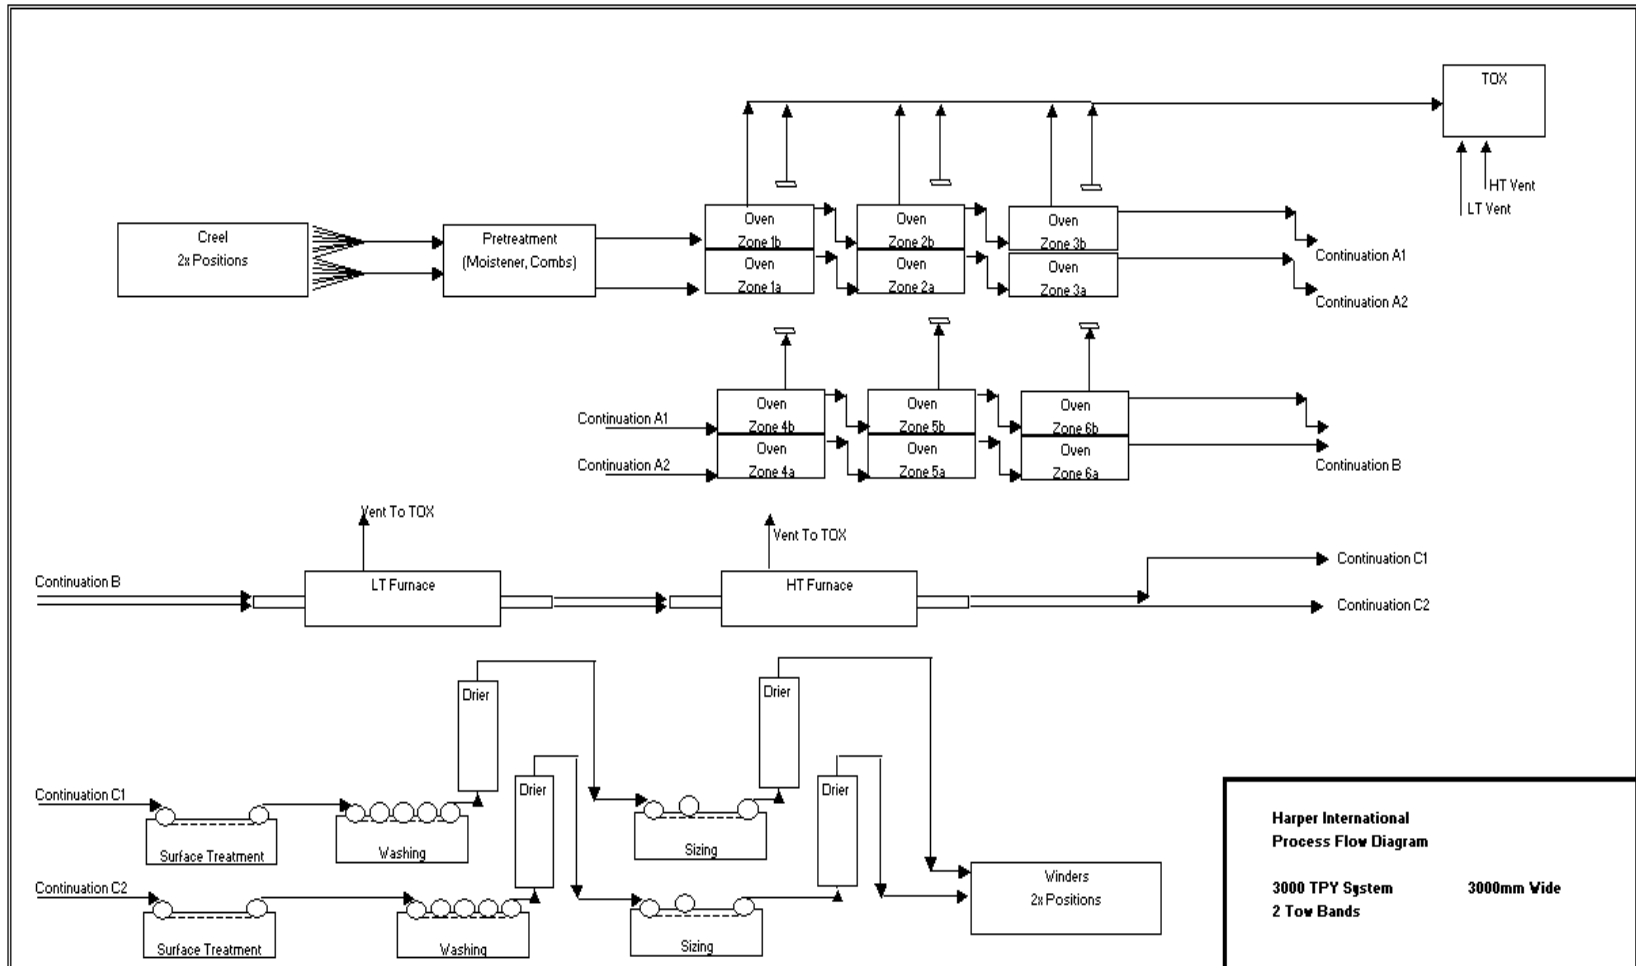 TOX
HT Vent
LT Vent
Creel
2x Positions
Pretreatment
(Moistener, Combs)
Oven
Zone 1b
Oven
Zone 1a
Oven
Zone 2b
Oven
Zone 2a
Oven
Zone 3b
Oven
Zone 3a
Continuation A1
Continuation A2
Continuation A1
Continuation A2
Oven
Zone 4b
Oven
Zone 4a
Oven
Zone 5b
Oven
Zone 5a
Oven
Zone 6b
Oven
Zone 6a
Continuation B
Vent To TOX
Vent To TOX
Continuation B
LT Furnace
HT Furnace
Continuation C1
Continuation C2
Drier
Drier
Drier
Drier
Continuation C1
Surface Treatment
Washing
Sizing
Continuation C2
Surface Treatment
Washing
Sizing
Winders
2x Positions
Harper International
Process Flow Diagram
3000 TPY System 3000mm Wide
2 Tow Bands